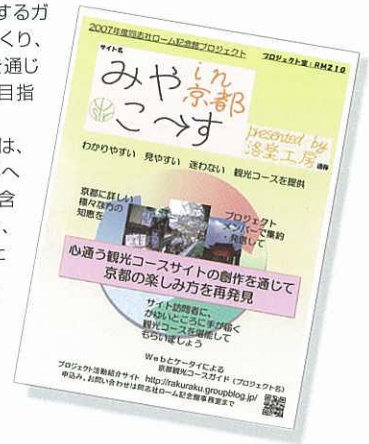 するガ
くり、
を通じ
目指
は、
へ
含
、
に
2007年度同志社ローム記念館プロジェクト
プロジェクト室：RM210
サイト名
みやこ in 京都
こ〜す
presented by
洛楽工房
わかりやすい 見やすい 迷わない 観光コースを提供
京都に詳しい
様々な方の
知恵を
プロジェクト
メンバーで集約
・発信して
心通う観光コースサイトの創作を通じて
京都の楽しみ方を再発見
サイト訪問者に、
かゆいところに手が届く
観光コースを堪能して
もらいましょう
Webとケータイによる
京都観光コースガイド（プロジェクト名）
プロジェクト活動紹介サイト http://rakuraku.groupblog.jp/
申込み、お問い合わせは同志社ローム記念館事務室まで